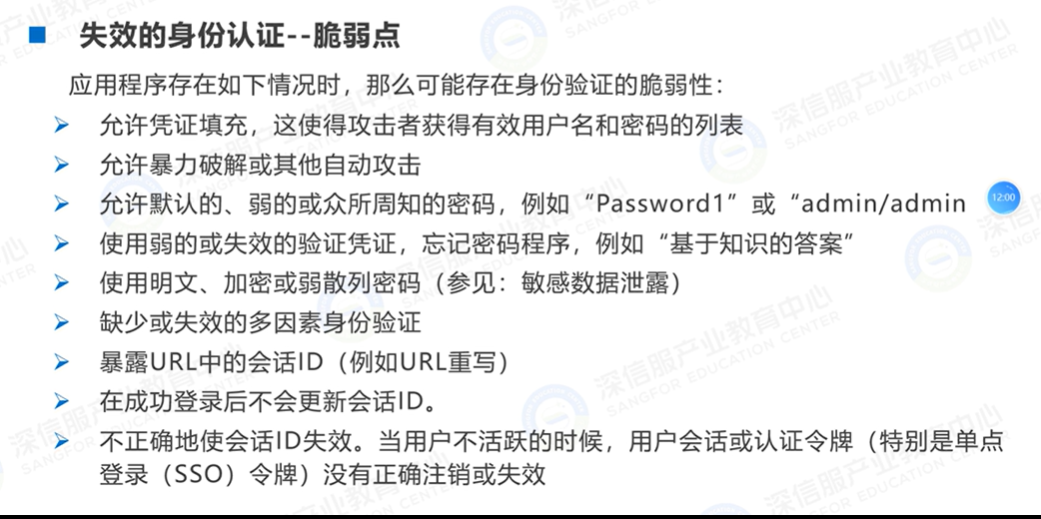 失效的身份认证--脆弱点
应用程序存在如下情况时，那么可能存在身份验证的脆弱性：
允许凭证填充，这使得攻击者获得有效用户名和密码的列表
允许暴力破解或其他自动攻击
允许默认的、弱的或众所周知的密码，例如“Password1”或“admin/admin
12:00
使用弱的或失效的验证凭证，忘记密码程序，例如“基于知识的答案”
使用明文、加密或弱散列密码（参见：敏感数据泄露）
缺少或失效的多因素身份验证
暴露URL中的会话ID（例如URL重写）
在成功登录后不会更新会话ID。
不正确地使会话ID失效。当用户不活跃的时候，用户会话或认证令牌（特别是单点
登录（SSO）令牌）没有正确注销或失效
深信服产业教育中心
SANGFOR EDUCATION CENTER